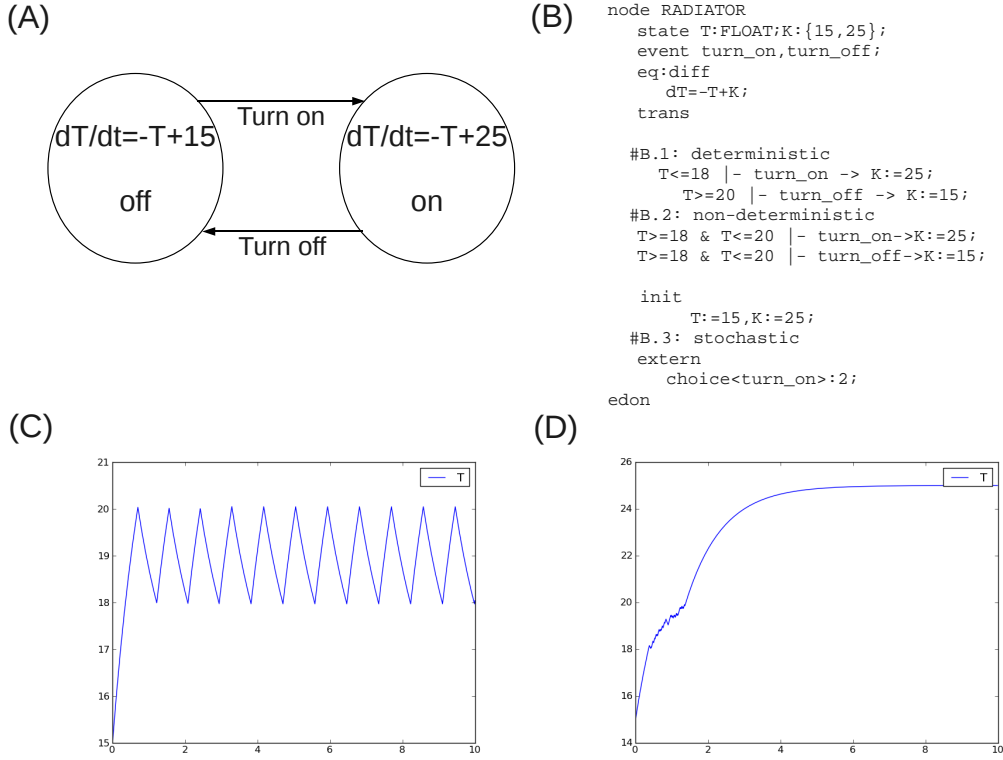 (A)
dT/dt=-T+15
off
Turn on
dT/dt=-T+25
on
Turn off
(B)
node RADIATOR
state T:FLOAT;K:{15,25};
event turn_on,turn_off;
eq:diff
dT=-T+K;
trans
#B.1: deterministic
T<=18 |- turn_on -> K:=25;
T>=20 |- turn_off -> K:=15;
#B.2: non-deterministic
T>=18 & T<=20 |- turn_on->K:=25;
T>=18 & T<=20 |- turn_off->K:=15;
init
T:=15,K:=25;
#B.3: stochastic
extern
choice<turn_on>:2;
edon
(C)
21
20
19
18
17
16
15
0 2 4 6 8 10
T
(D)
26
24
22
20
18
16
14
0 2 4 6 8 10
T